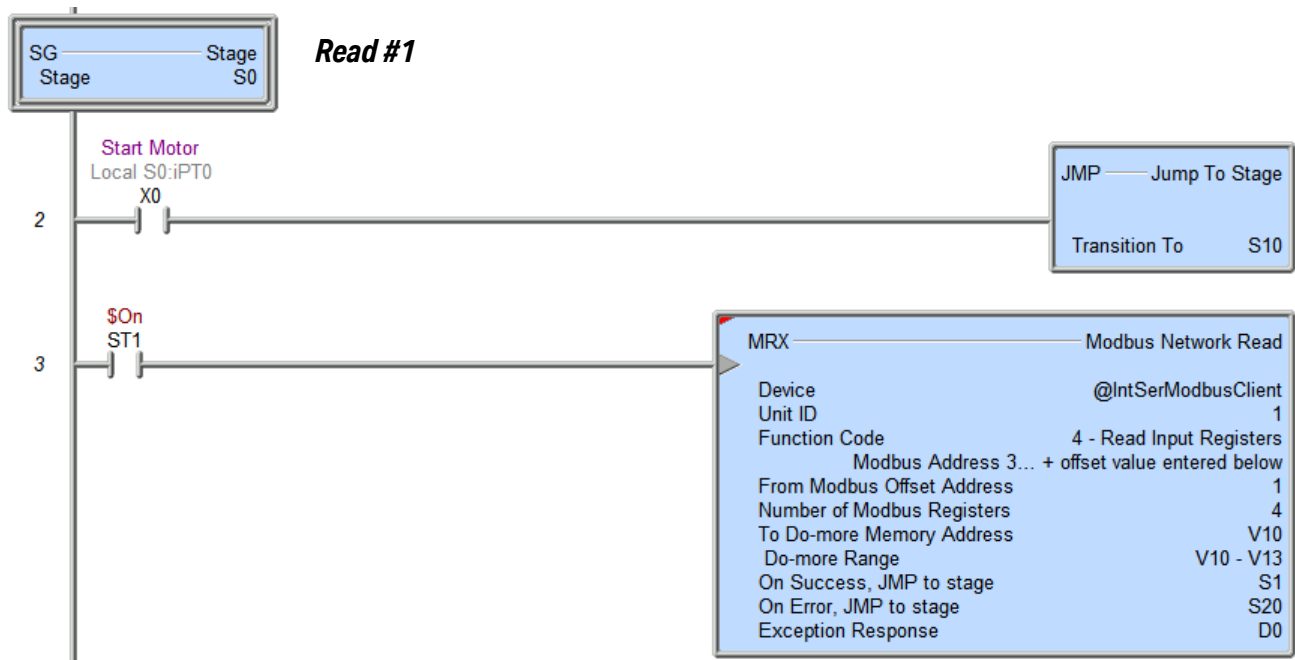 SG Stage
Stage S0
Read #1
Start Motor
Local S0:iPT0
X0
2
JMP Jump To Stage
Transition To S10
$On
ST1
3
MRX Modbus Network Read
Device @IntSerModbusClient
Unit ID 1
Function Code 4 - Read Input Registers
Modbus Address 3... + offset value entered below
From Modbus Offset Address 1
Number of Modbus Registers 4
To Do-more Memory Address V10
Do-more Range V10 - V13
On Success, JMP to stage S1
On Error, JMP to stage S20
Exception Response D0